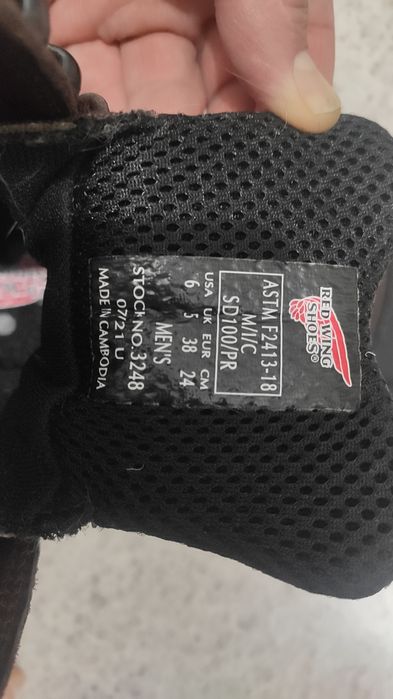 RED WING
SHOES®
ASTM F2413-18
M/I/C
SD100/PR
USA UK EUR CM
6 5 38 24
MEN'S
STOCK NO. 3248
07/21 U
MADE IN CAMBODIA